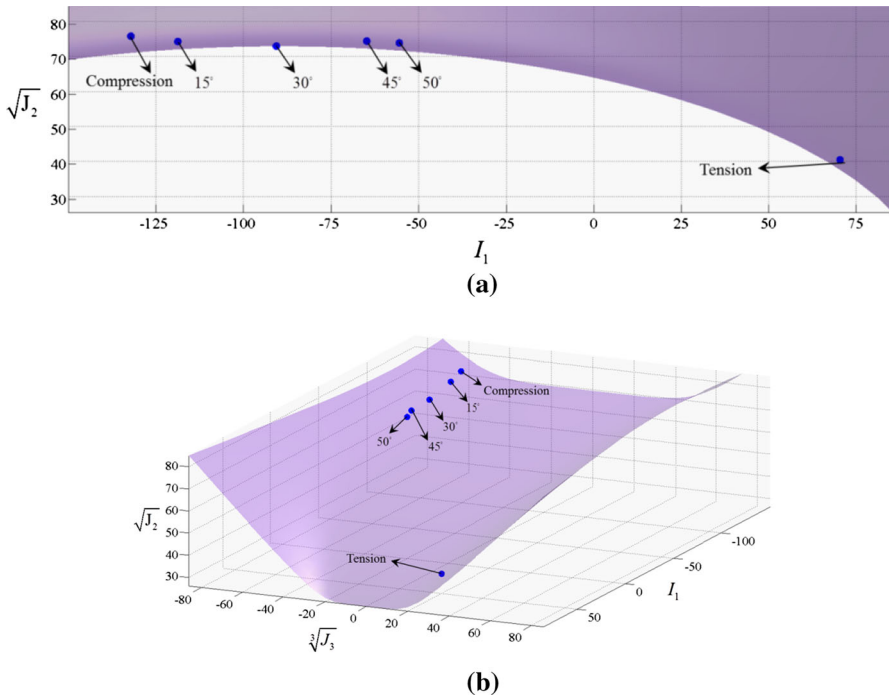 80
70
60
50
40
30
√J₂
Compression 15° 30° 45° 50°
Tension
-125 -100 -75 -50 -25 0 25 50 75
I₁
(a)
Compression
15°
30°
50° 45°
80
70
60
50
40
30
√J₂
Tension
-100
-50
0
50
I₁
-80 -60 -40 -20 0 20 40 60 80
∛J₃
(b)